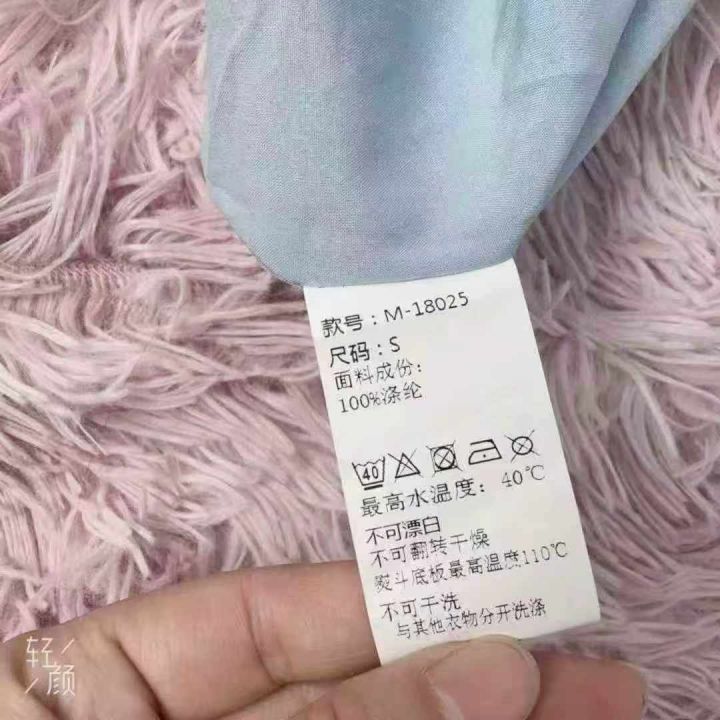 款号：M-18025
尺码：S
面料成份：
100%涤纶
40
最高水温度：40℃
不可漂白
不可翻转干燥
熨斗底板最高温度110℃
不可干洗
与其他衣物分开洗涤
轻
颜